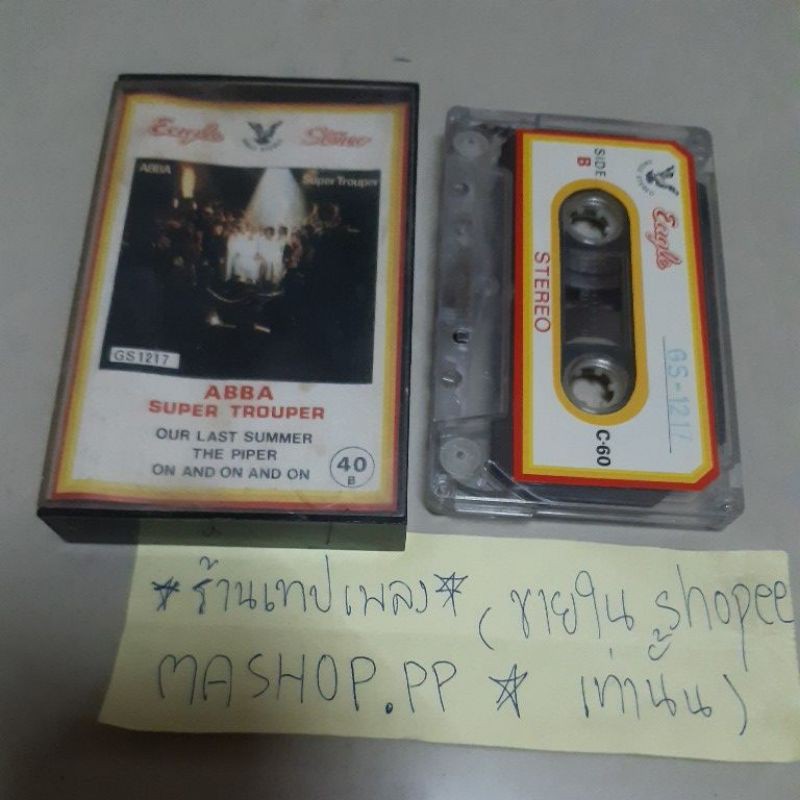 Eagle
EAGLE STEREO
Stereo
ABBA
Super Trouper
GS1217
ABBA
SUPER TROUPER
OUR LAST SUMMER
THE PIPER
ON AND ON AND ON
40
B
SIDE
B
Eagle
STEREO
GS-1217
C-60
*ร้านเทปเพลง* (ขายใน shopee
MASHOP.PP * เท่านั้น)